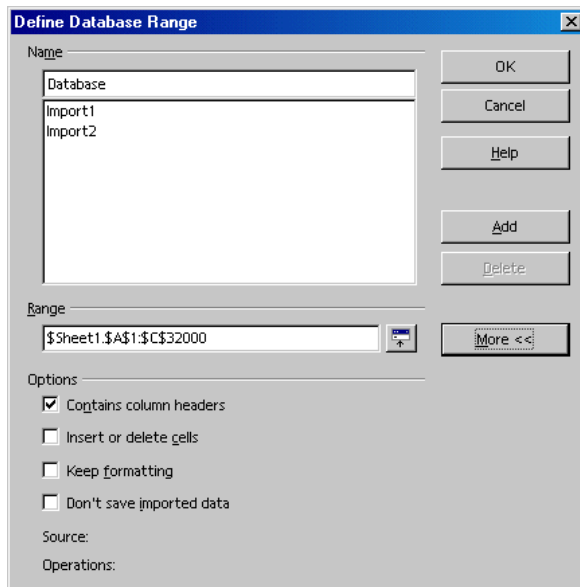 Define Database Range
Name
Database
Import1
Import2
OK
Cancel
Help
Add
Delete
Range
$Sheet1.$A$1:$C$32000
More <<
Options
Contains column headers
Insert or delete cells
Keep formatting
Don't save imported data
Source:
Operations: